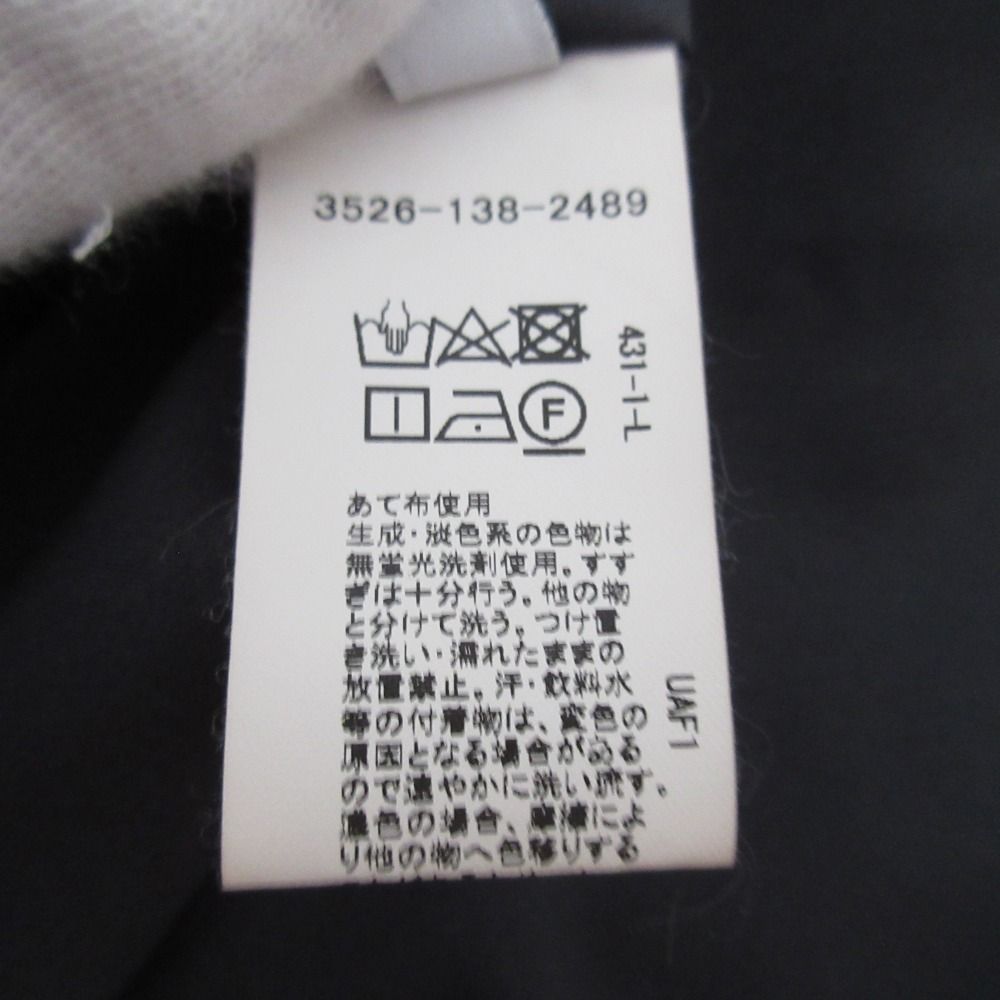 3526-138-2489
431-1-L
F
あて布使用
生成・淡色系の色物は
無蛍光洗剤使用。すす
ぎは十分行う。他の物
と分けて洗う。つけ置
き洗い・濡れたままの
放置禁止。汗・飲料水
等の付着物は、変色の
原因となる場合がある
ので速やかに洗い流す。
濃色の場合、摩擦によ
り他の物へ色移りする
UAF1